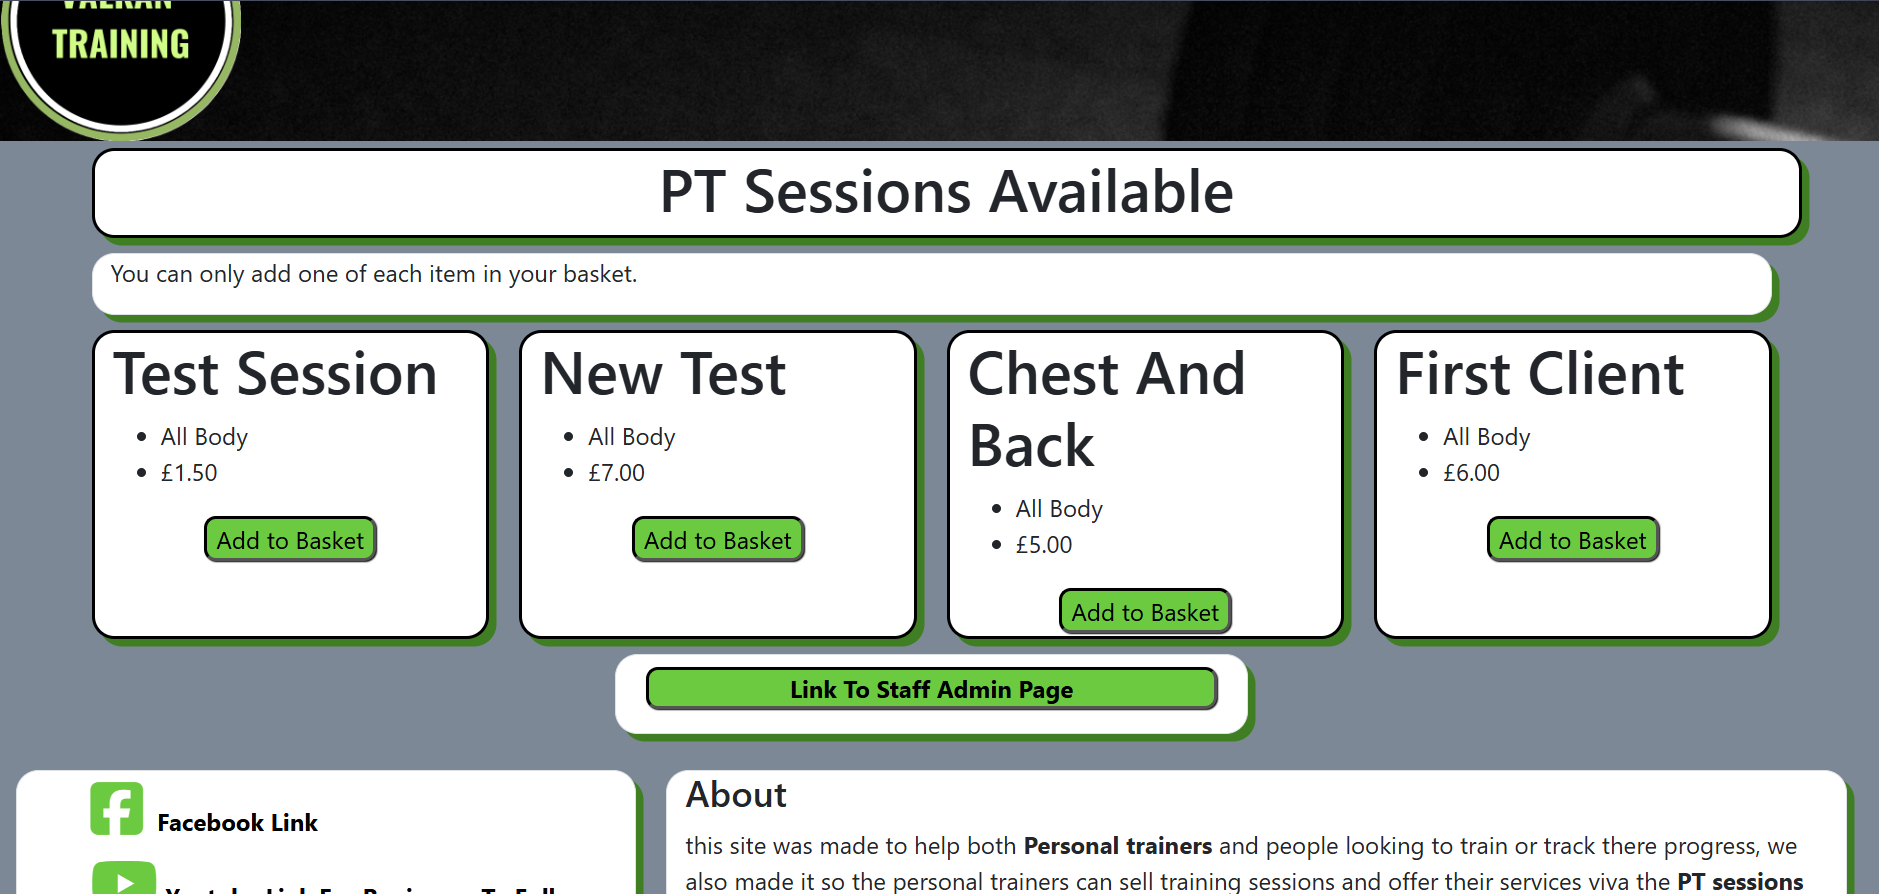 TRAINING
PT Sessions Available
You can only add one of each item in your basket.
Test Session
All Body
£1.50
Add to Basket
New Test
All Body
£7.00
Add to Basket
Chest And
Back
All Body
£5.00
Add to Basket
First Client
All Body
£6.00
Add to Basket
Link To Staff Admin Page
Facebook Link
About
this site was made to help both Personal trainers and people looking to train or track there progress, we
also made it so the personal trainers can sell training sessions and offer their services viva the PT sessions